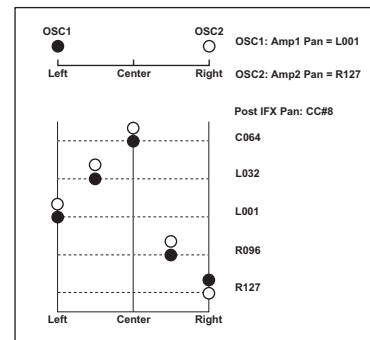 OSC1 OSC2
OSC1: Amp1 Pan = L001
Left Center Right
OSC2: Amp2 Pan = R127
Post IFX Pan: CC#8
C064
L032
L001
R096
R127
Left Center Right